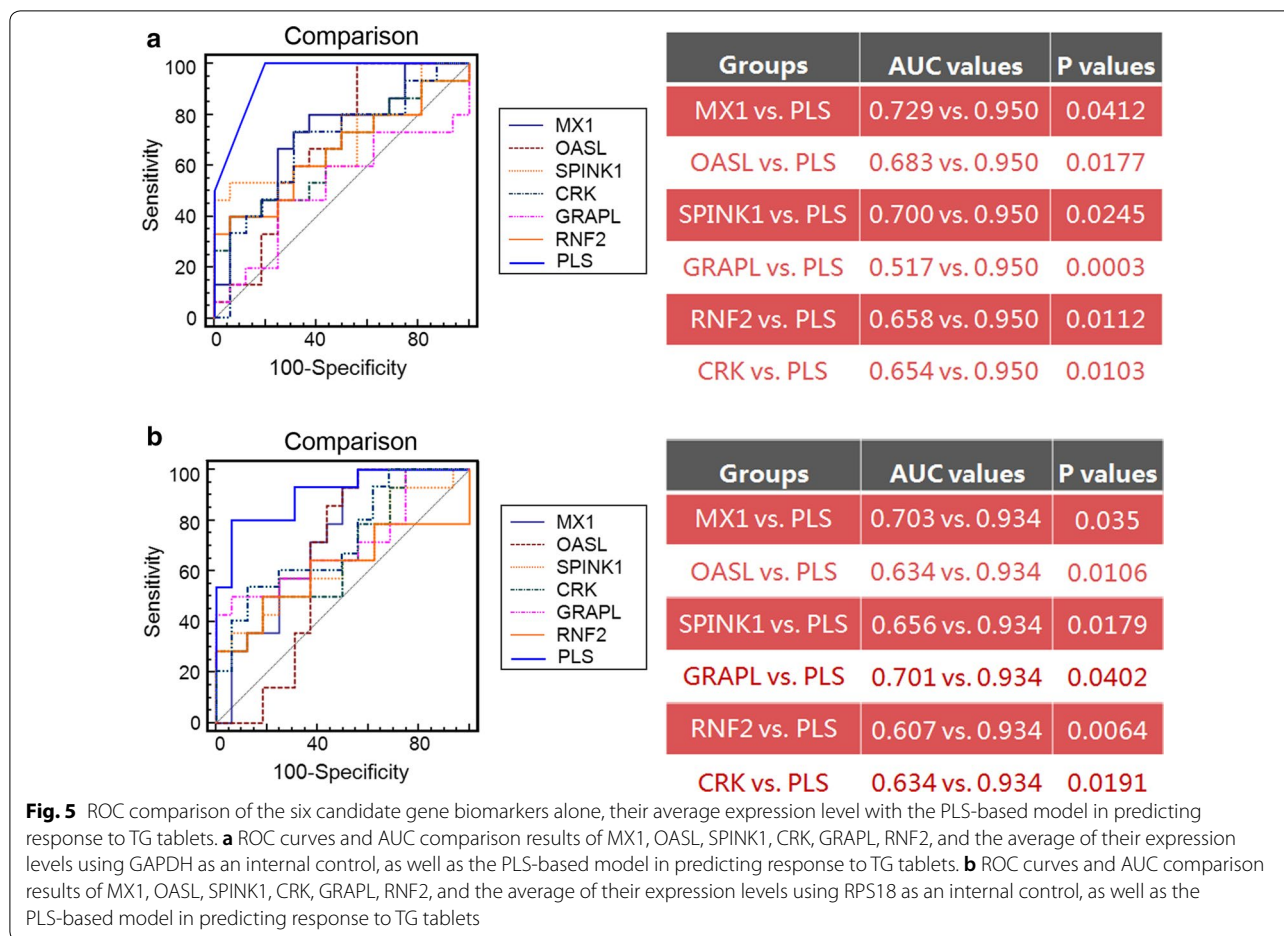 a
Comparison
Sensitivity
100
80
60
40
20
0
0 40 80
100-Specificity
MX1
OASL
SPINK1
CRK
GRAPL
RNF2
PLS
Groups AUC values P values
MX1 vs. PLS 0.729 vs. 0.950 0.0412
OASL vs. PLS 0.683 vs. 0.950 0.0177
SPINK1 vs. PLS 0.700 vs. 0.950 0.0245
GRAPL vs. PLS 0.517 vs. 0.950 0.0003
RNF2 vs. PLS 0.658 vs. 0.950 0.0112
CRK vs. PLS 0.654 vs. 0.950 0.0103
b
Comparison
Sensitivity
100
80
60
40
20
0
0 40 80
100-Specificity
MX1
OASL
SPINK1
CRK
GRAPL
RNF2
PLS
Groups AUC values P values
MX1 vs. PLS 0.703 vs. 0.934 0.035
OASL vs. PLS 0.634 vs. 0.934 0.0106
SPINK1 vs. PLS 0.656 vs. 0.934 0.0179
GRAPL vs. PLS 0.701 vs. 0.934 0.0402
RNF2 vs. PLS 0.607 vs. 0.934 0.0064
CRK vs. PLS 0.634 vs. 0.934 0.0191
Fig. 5 ROC comparison of the six candidate gene biomarkers alone, their average expression level with the PLS-based model in predicting
response to TG tablets. a ROC curves and AUC comparison results of MX1, OASL, SPINK1, CRK, GRAPL, RNF2, and the average of their expression
levels using GAPDH as an internal control, as well as the PLS-based model in predicting response to TG tablets. b ROC curves and AUC comparison
results of MX1, OASL, SPINK1, CRK, GRAPL, RNF2, and the average of their expression levels using RPS18 as an internal control, as well as the
PLS-based model in predicting response to TG tablets